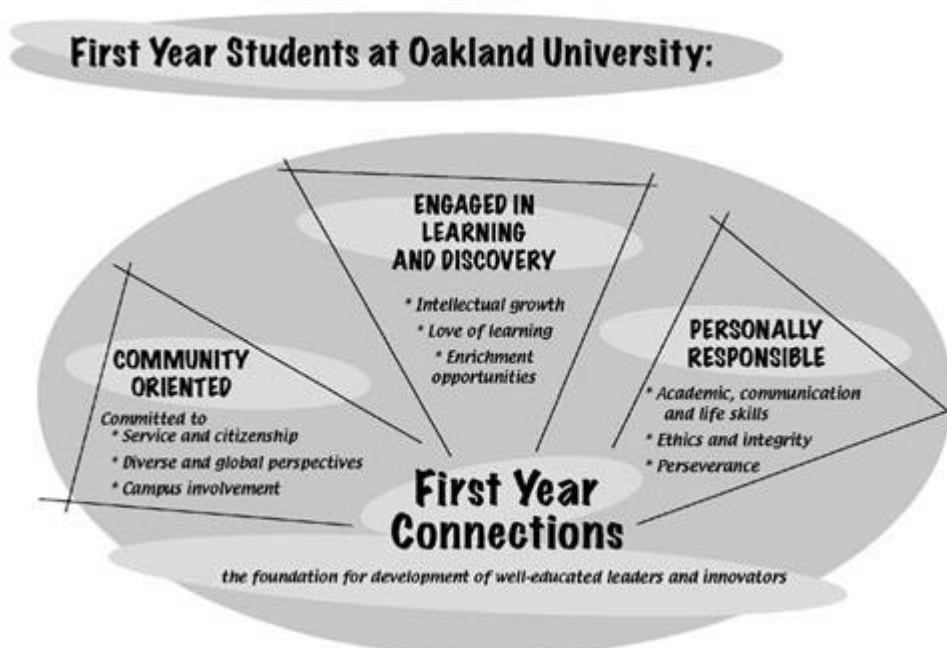 First Year Students at Oakland University:
ENGAGED IN
LEARNING
AND DISCOVERY
* Intellectual growth
* Love of learning
* Enrichment
opportunities
COMMUNITY
ORIENTED
Committed to
* Service and citizenship
* Diverse and global perspectives
* Campus involvement
PERSONALLY
RESPONSIBLE
* Academic, communication
and life skills
* Ethics and integrity
* Perseverance
First Year
Connections
the foundation for development of well-educated leaders and innovators